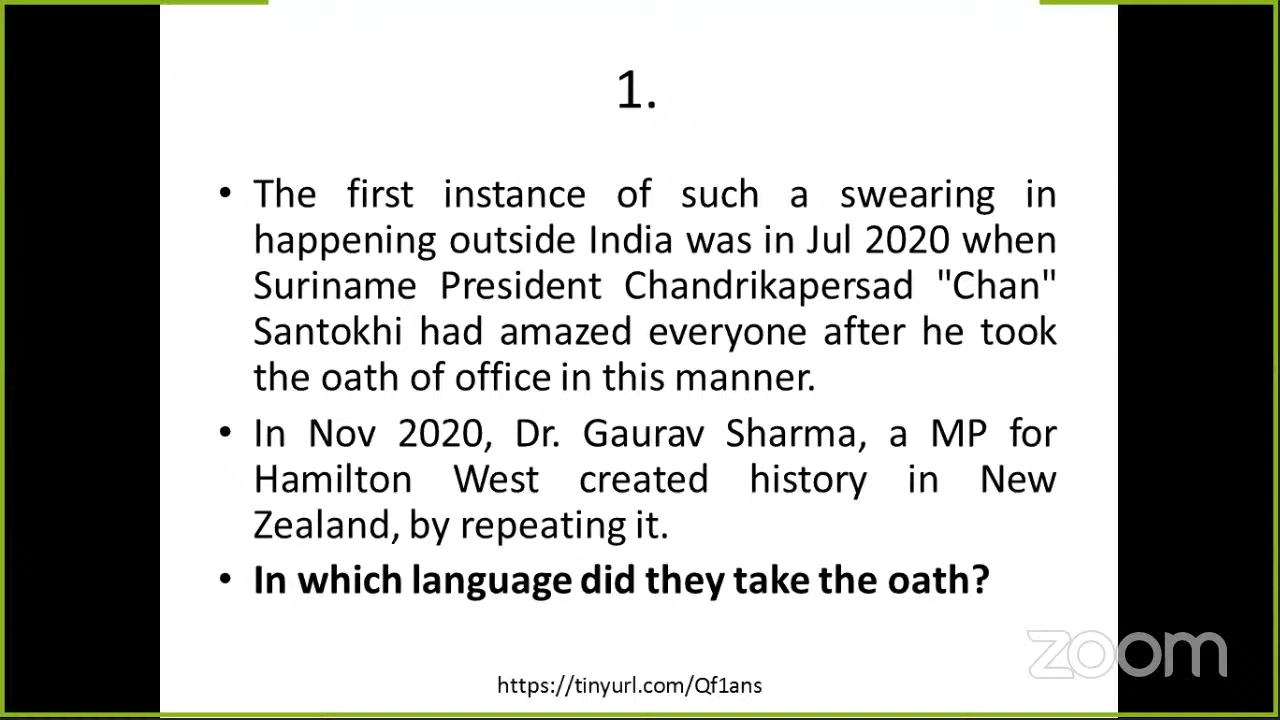 1.
• The first instance of such a swearing in
happening outside India was in Jul 2020 when
Suriname President Chandrikapersad "Chan"
Santokhi had amazed everyone after he took
the oath of office in this manner.
• In Nov 2020, Dr. Gaurav Sharma, a MP for
Hamilton West created history in New
Zealand, by repeating it.
• In which language did they take the oath?
zoom
https://tinyurl.com/Qf1ans